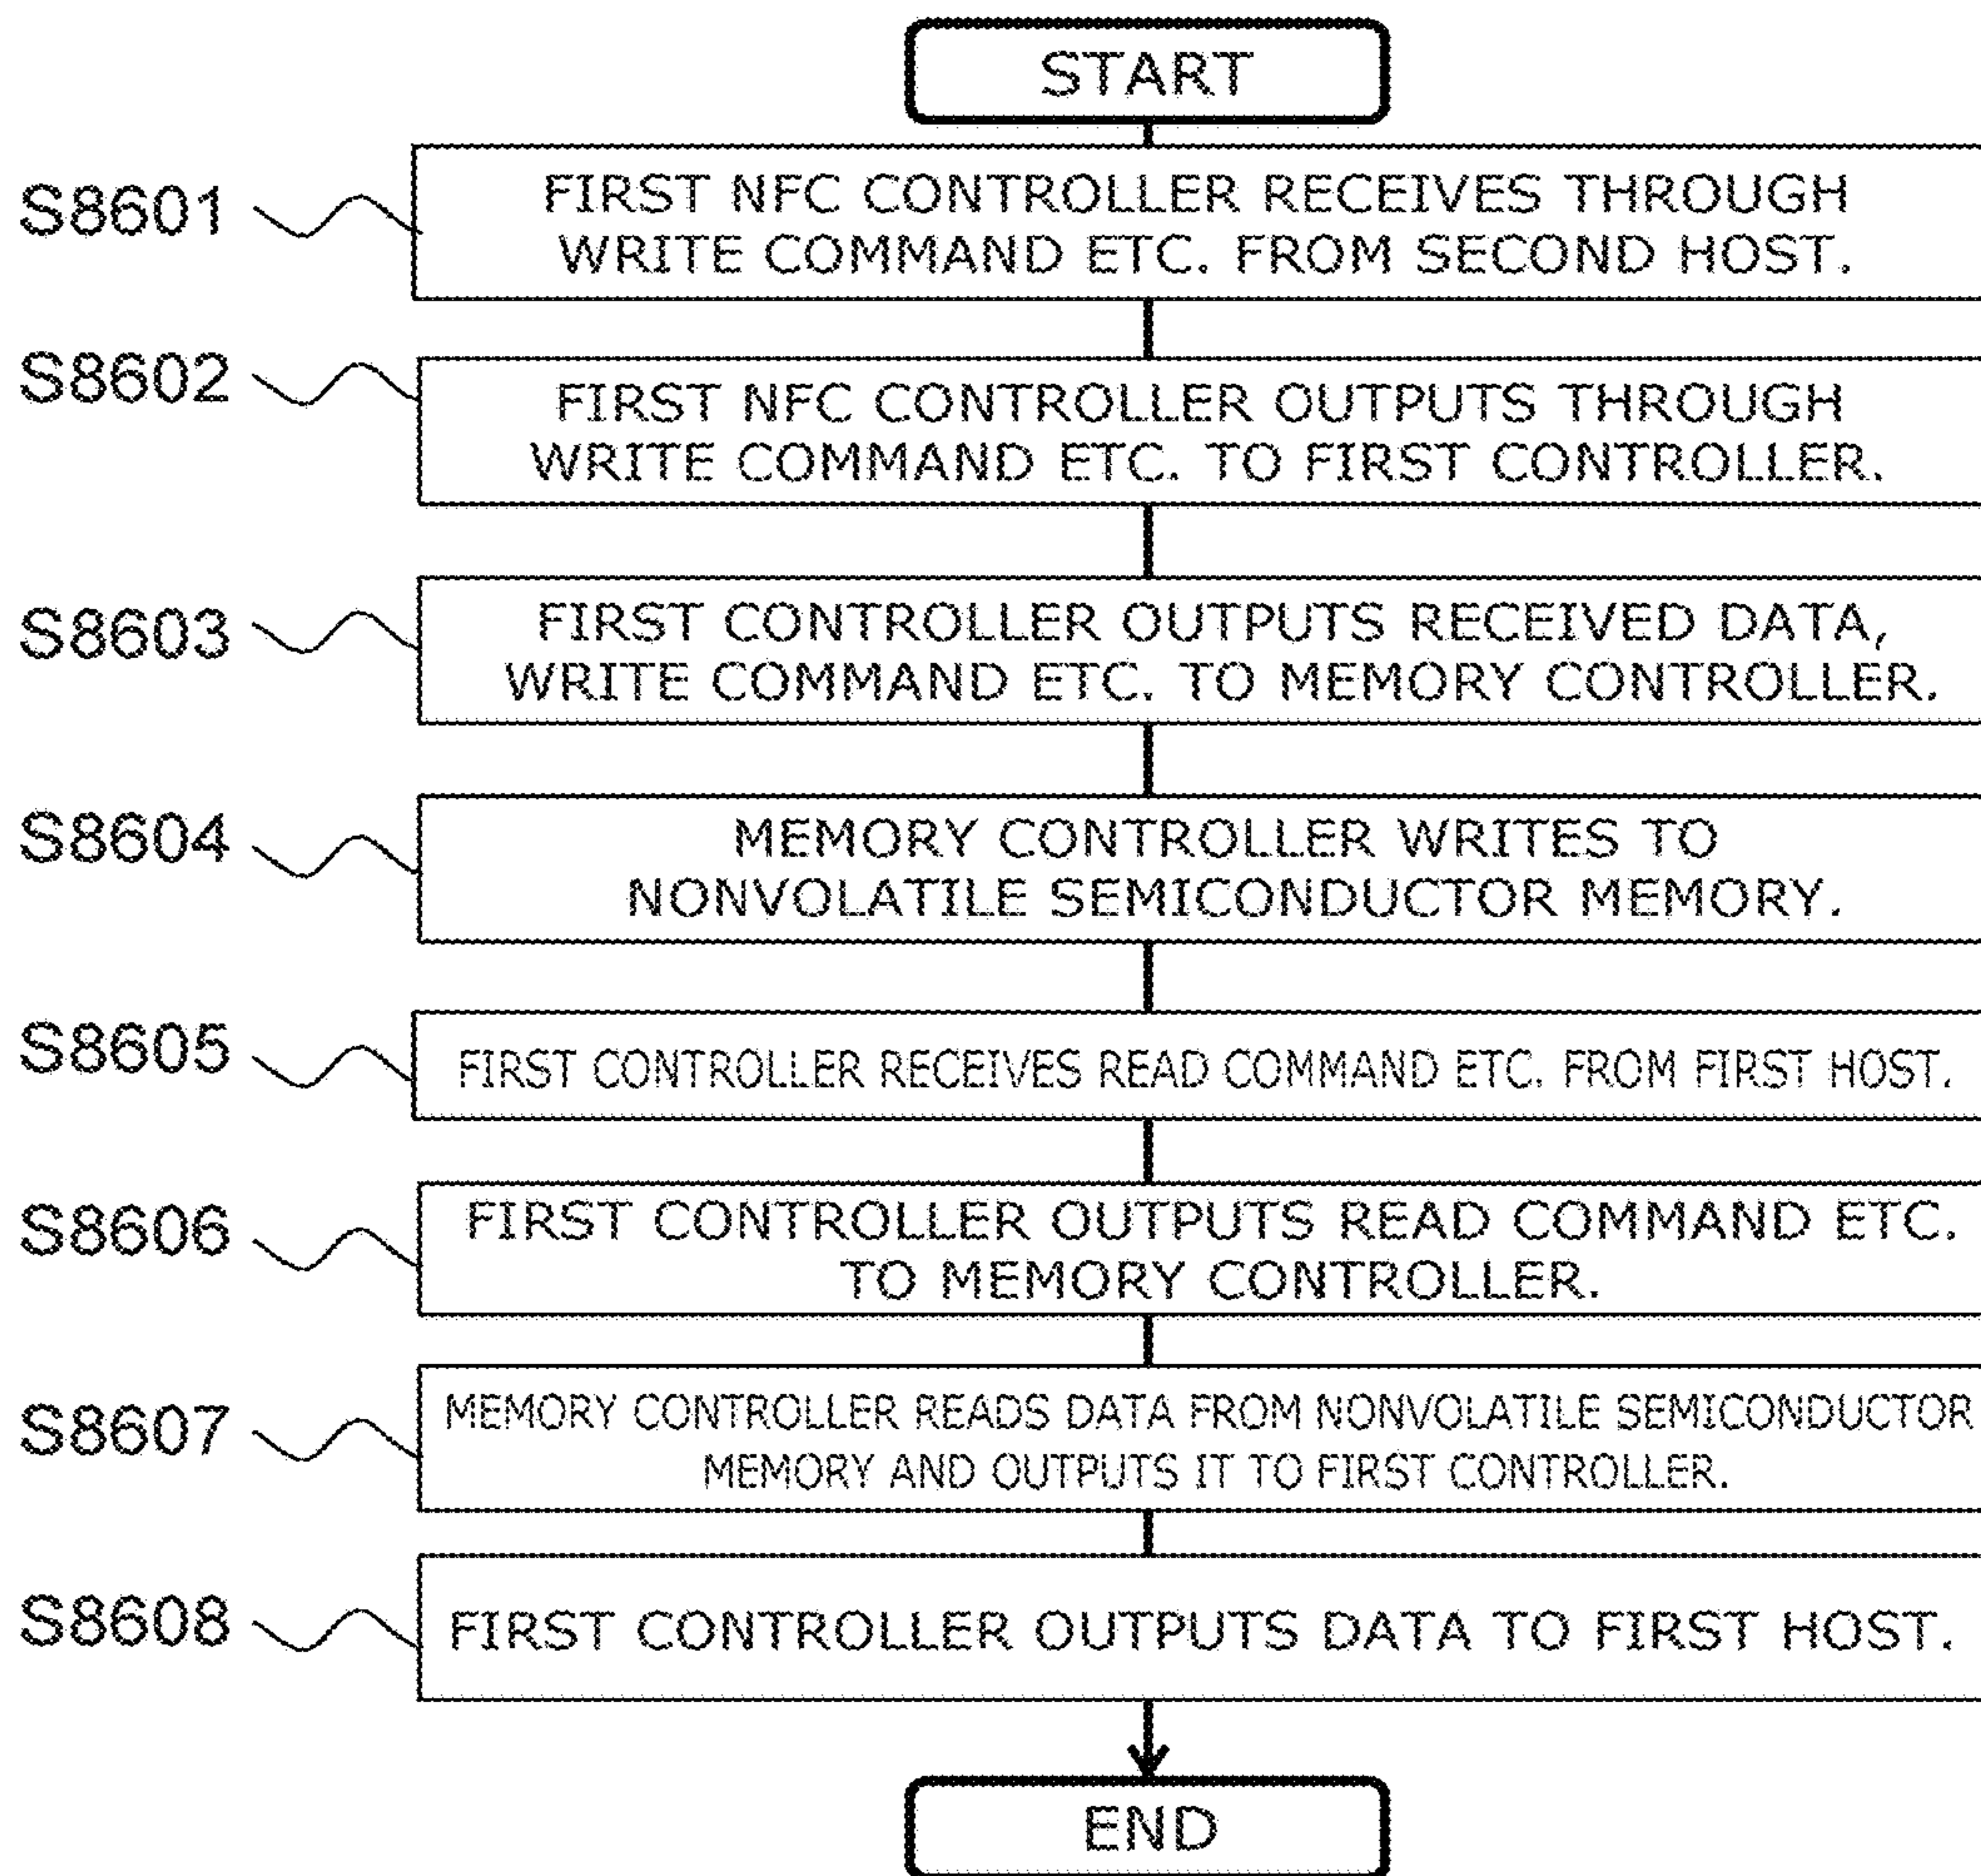 START
S8601
FIRST NFC CONTROLLER RECEIVES THROUGH
WRITE COMMAND ETC. FROM SECOND HOST.
S8602
FIRST NFC CONTROLLER OUTPUTS THROUGH
WRITE COMMAND ETC. TO FIRST CONTROLLER.
S8603
FIRST CONTROLLER OUTPUTS RECEIVED DATA,
WRITE COMMAND ETC. TO MEMORY CONTROLLER.
S8604
MEMORY CONTROLLER WRITES TO
NONVOLATILE SEMICONDUCTOR MEMORY.
S8605
FIRST CONTROLLER RECEIVES READ COMMAND ETC. FROM FIRST HOST.
S8606
FIRST CONTROLLER OUTPUTS READ COMMAND ETC.
TO MEMORY CONTROLLER.
S8607
MEMORY CONTROLLER READS DATA FROM NONVOLATILE SEMICONDUCTOR
MEMORY AND OUTPUTS IT TO FIRST CONTROLLER.
S8608
FIRST CONTROLLER OUTPUTS DATA TO FIRST HOST.
END